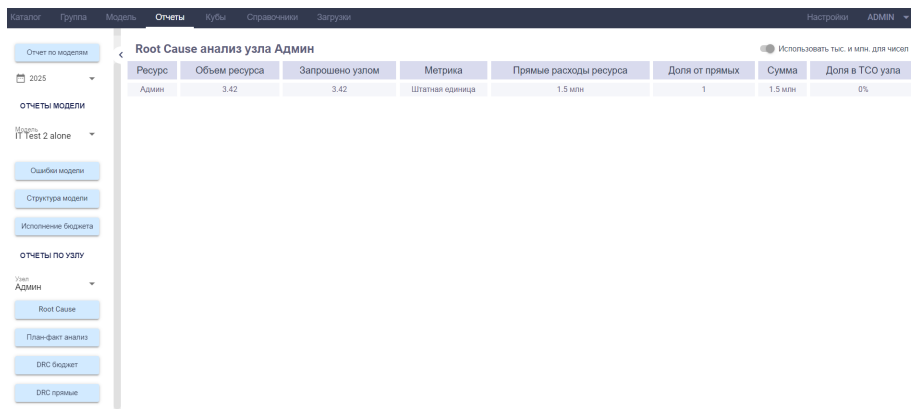 Каталог Группа Модель Отчеты Кубы Справочники Загрузки Настройки ADMIN
Отчет по моделям
2025
ОТЧЕТЫ МОДЕЛИ
Модель
IT Test 2 alone
Ошибки модели
Структура модели
Исполнение бюджета
ОТЧЕТЫ ПО УЗЛУ
Узел
Админ
Root Cause
План-факт анализ
DRC бюджет
DRC прямые
Root Cause анализ узла Админ
Использовать тыс. и млн. для чисел
Ресурс Объем ресурса Запрошено узлом Метрика Прямые расходы ресурса Доля от прямых Сумма Доля в ТСО узла
Админ 3.42 3.42 Штатная единица 1.5 млн 1 1.5 млн 0%